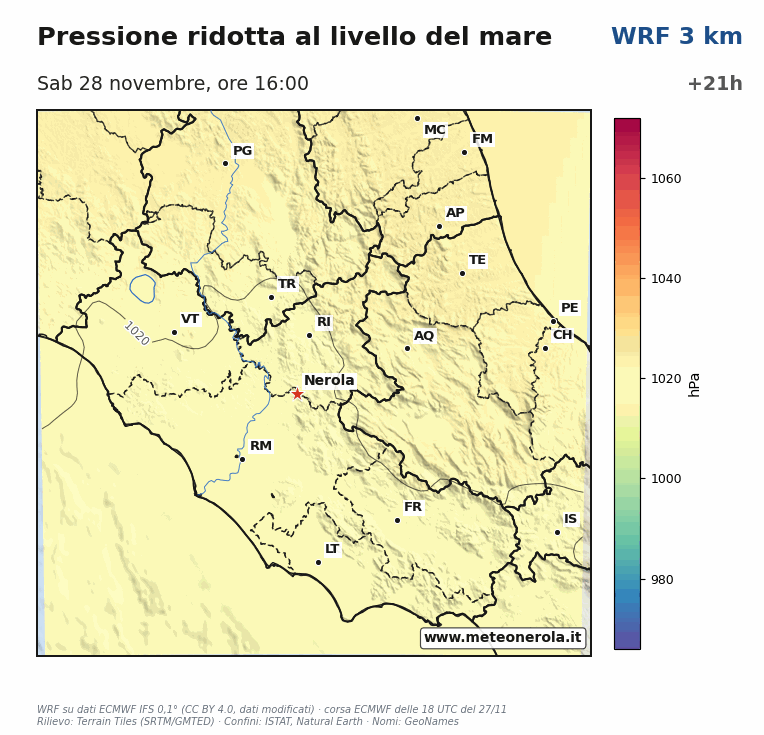 Pressione ridotta al livello del mare
WRF 3 km
Sab 28 novembre, ore 16:00
+21h
MC
FM
PG
AP
TE
TR
PE
VT
RI
AQ
CH
1020
Nerola
RM
FR
IS
LT
www.meteonerola.it
1060
1040
1020
1000
980
hPa
WRF su dati ECMWF IFS 0,1° (CC BY 4.0, dati modificati) · corsa ECMWF delle 18 UTC del 27/11
Rilievo: Terrain Tiles (SRTM/GMTED) · Confini: ISTAT, Natural Earth · Nomi: GeoNames